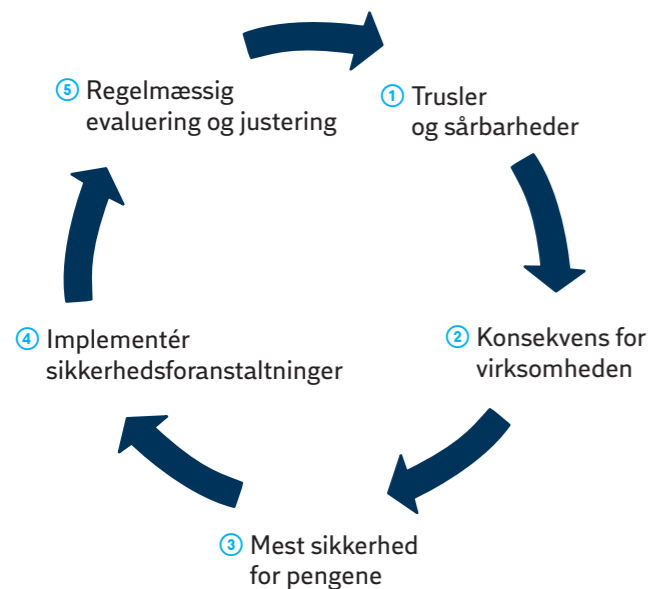 ① Trusler
og sårbarheder
② Konsekvens for
virksomheden
③ Mest sikkerhed
for pengene
④ Implementér
sikkerhedsforanstaltninger
⑤ Regelmæssig
evaluering og justering